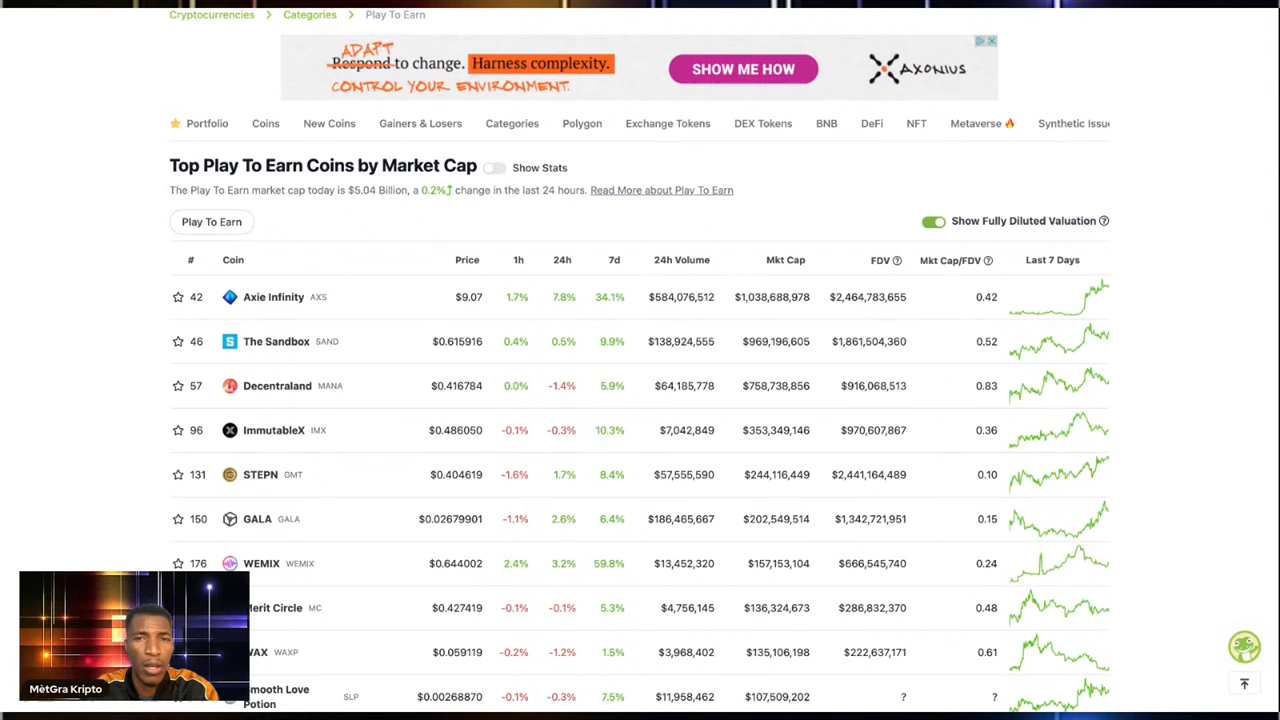 Cryptocurrencies > Categories > Play To Earn
ADAPT
Respond to change. Harness complexity.
CONTROL YOUR ENVIRONMENT.
SHOW ME HOW
AXONIUS
Portfolio Coins New Coins Gainers & Losers Categories Polygon Exchange Tokens DEX Tokens BNB DeFi NFT Metaverse 🔥 Synthetic Issue
Top Play To Earn Coins by Market Cap Show Stats
The Play To Earn market cap today is $5.04 Billion, a 0.2% change in the last 24 hours. Read More about Play To Earn
Play To Earn Show Fully Diluted Valuation ?
# Coin Price 1h 24h 7d 24h Volume Mkt Cap FDV ? Mkt Cap/FDV ? Last 7 Days
42 Axie Infinity AXS $9.07 1.7% 7.8% 34.1% $584,076,512 $1,038,688,978 $2,464,783,655 0.42
46 S The Sandbox SAND $0.615916 0.4% 0.5% 9.9% $138,924,555 $969,196,605 $1,861,504,360 0.52
57 Decentraland MANA $0.416784 0.0% -1.4% 5.9% $64,185,778 $758,738,856 $916,068,513 0.83
96 ImmutableX IMX $0.486050 -0.1% -0.3% 10.3% $7,042,849 $353,349,146 $970,607,867 0.36
131 STEPN GMT $0.404619 -1.6% 1.7% 8.4% $57,555,590 $244,116,449 $2,441,164,489 0.10
150 GALA GALA $0.02679901 -1.1% 2.6% 6.4% $186,465,667 $202,549,514 $1,342,721,951 0.15
176 WEMIX WEMIX $0.644002 2.4% 3.2% 59.8% $13,452,320 $157,153,104 $666,545,740 0.24
Merit Circle MC $0.427419 -0.1% -0.1% 5.3% $4,756,145 $136,324,673 $286,832,370 0.48
WAX WAXP $0.059119 -0.2% -1.2% 1.5% $3,968,402 $135,106,198 $222,637,171 0.61
Smooth Love
Potion SLP $0.00268870 -0.1% -0.3% 7.5% $11,958,462 $107,509,202 ? ?
MètGra Kripto